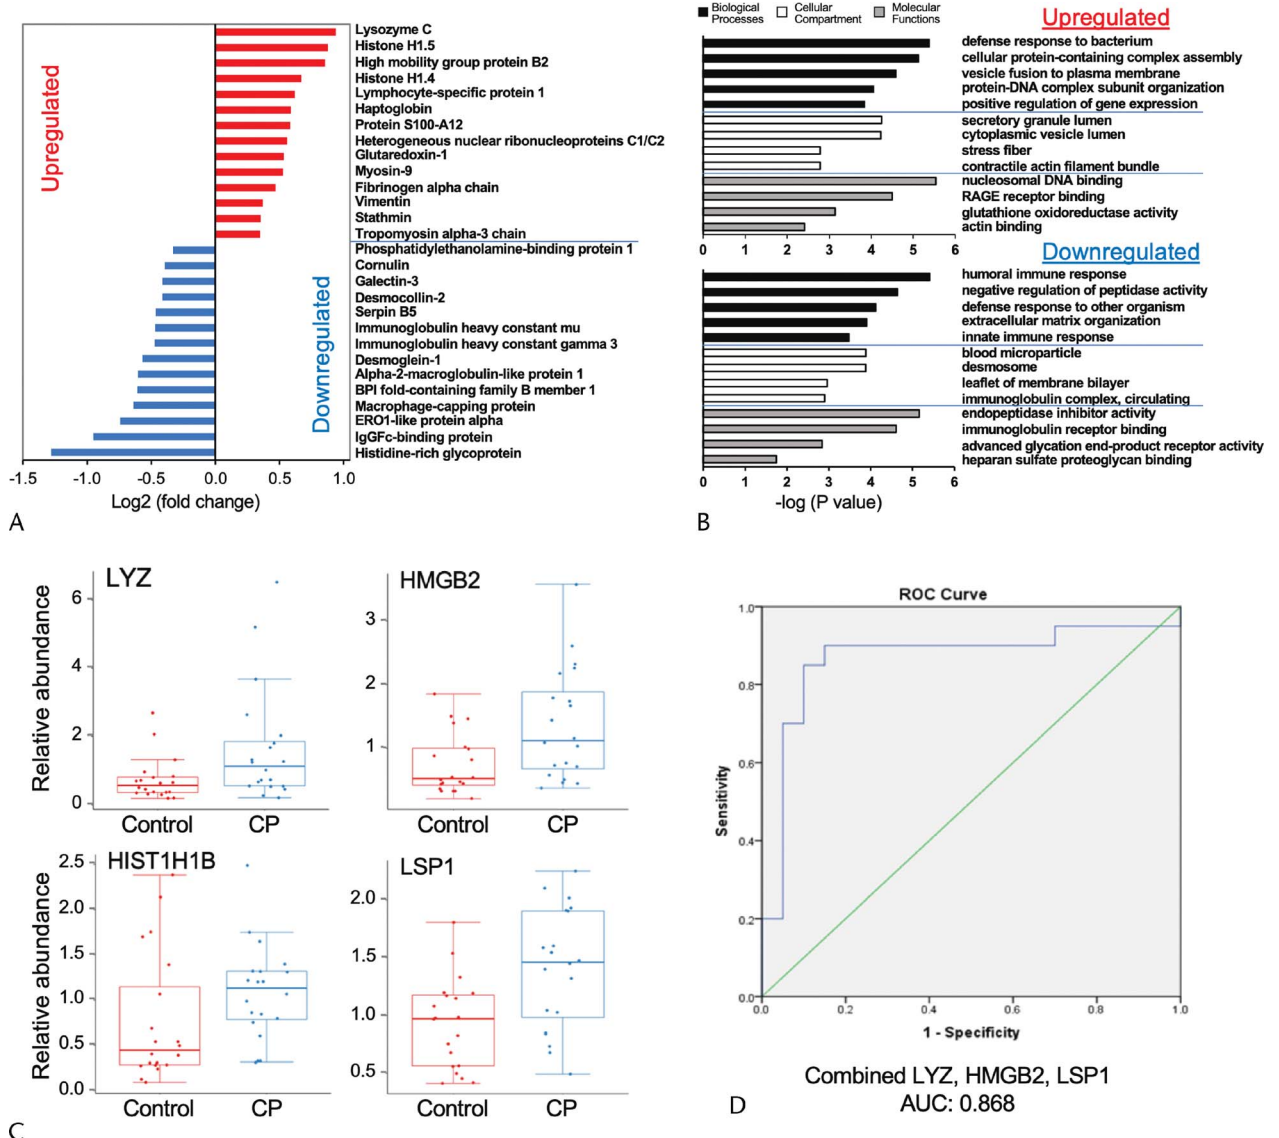 Upregulated
Lysozyme C
Histone H1.5
High mobility group protein B2
Histone H1.4
Lymphocyte-specific protein 1
Haptoglobin
Protein S100-A12
Heterogeneous nuclear ribonucleoproteins C1/C2
Glutaredoxin-1
Myosin-9
Fibrinogen alpha chain
Vimentin
Stathmin
Tropomyosin alpha-3 chain
Downregulated
Phosphatidylethanolamine-binding protein 1
Cornulin
Galectin-3
Desmocollin-2
Serpin B5
Immunoglobulin heavy constant mu
Immunoglobulin heavy constant gamma 3
Desmoglein-1
Alpha-2-macroglobulin-like protein 1
BPI fold-containing family B member 1
Macrophage-capping protein
ERO1-like protein alpha
IgGFc-binding protein
Histidine-rich glycoprotein
-1.5 -1.0 -0.5 0.0 0.5 1.0
Log2 (fold change)
A
Biological Processes
Cellular Compartment
Molecular Functions
Upregulated
defense response to bacterium
cellular protein-containing complex assembly
vesicle fusion to plasma membrane
protein-DNA complex subunit organization
positive regulation of gene expression
secretory granule lumen
cytoplasmic vesicle lumen
stress fiber
contractile actin filament bundle
nucleosomal DNA binding
RAGE receptor binding
glutathione oxidoreductase activity
actin binding
0 1 2 3 4 5 6
Downregulated
humoral immune response
negative regulation of peptidase activity
defense response to other organism
extracellular matrix organization
innate immune response
blood microparticle
desmosome
leaflet of membrane bilayer
immunoglobulin complex, circulating
endopeptidase inhibitor activity
immunoglobulin receptor binding
advanced glycation end-product receptor activity
heparan sulfate proteoglycan binding
0 1 2 3 4 5 6
-log (P value)
B
LYZ
Relative abundance
6
4
2
0
Control CP
HMGB2
3
2
1
Control CP
HIST1H1B
Relative abundance
2.5
2.0
1.5
1.0
0.5
0.0
Control CP
LSP1
2.0
1.5
1.0
0.5
Control CP
C
ROC Curve
Sensitivity
1.0
0.8
0.6
0.4
0.2
0.0
0.0 0.2 0.4 0.6 0.8 1.0
1 - Specificity
Combined LYZ, HMGB2, LSP1
AUC: 0.868
D